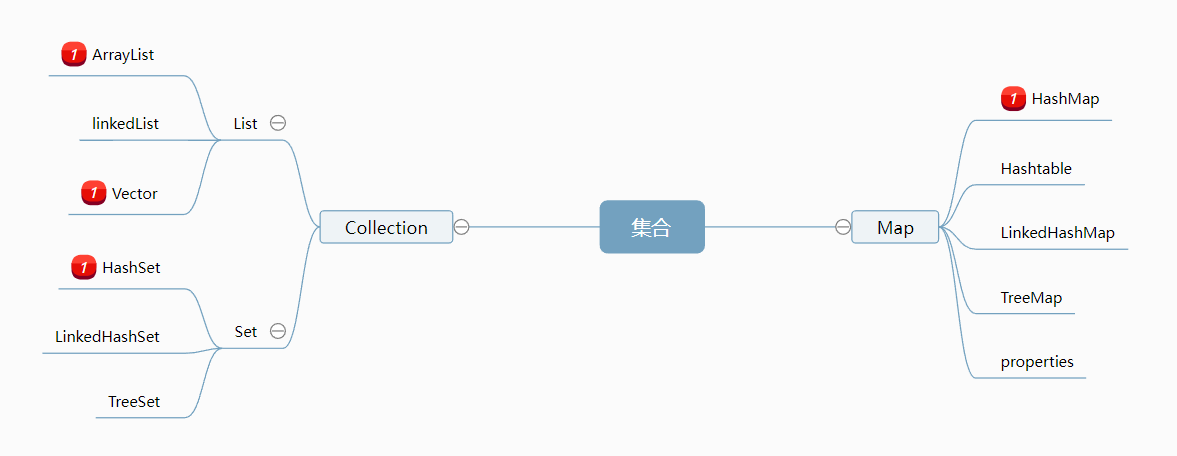 集合
Collection
List
1 ArrayList
linkedList
1 Vector
Set
1 HashSet
LinkedHashSet
TreeSet
Map
1 HashMap
Hashtable
LinkedHashMap
TreeMap
properties